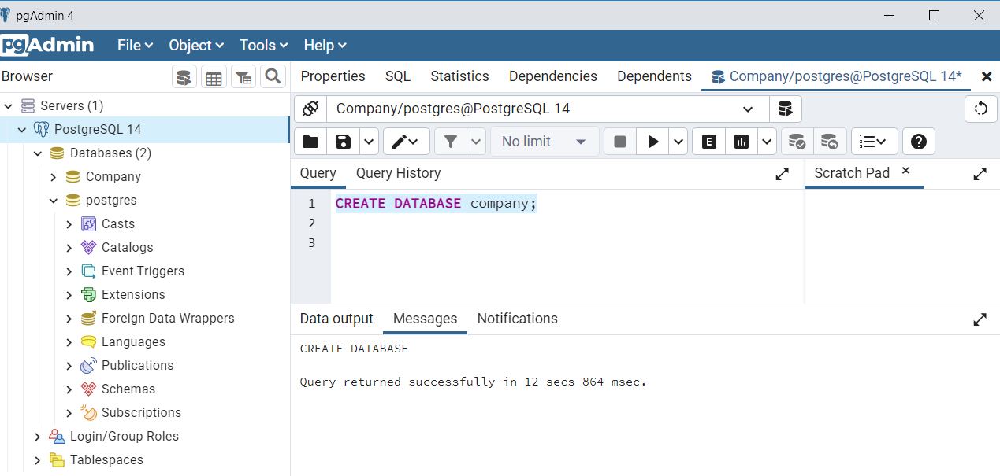 pgAdmin 4
pgAdmin File Object Tools Help
Browser
Properties SQL Statistics Dependencies Dependents Company/postgres@PostgreSQL 14*
Servers (1)
PostgreSQL 14
Databases (2)
Company
postgres
Casts
Catalogs
Event Triggers
Extensions
Foreign Data Wrappers
Languages
Publications
Schemas
Subscriptions
Login/Group Roles
Tablespaces
Company/postgres@PostgreSQL 14
No limit
E
Query Query History
Scratch Pad
1 CREATE DATABASE company;
2
3
Data output Messages Notifications
CREATE DATABASE
Query returned successfully in 12 secs 864 msec.